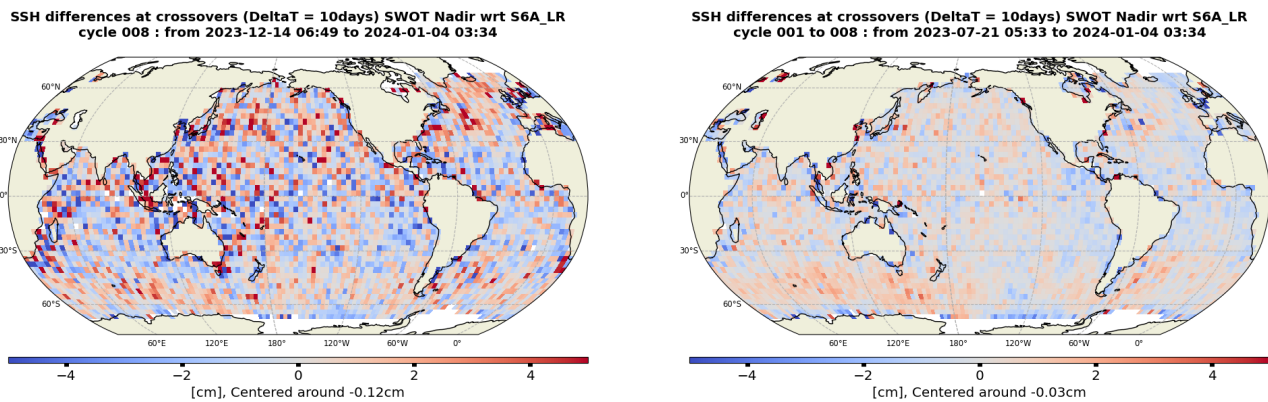 SSH differences at crossovers (DeltaT = 10days) SWOT Nadir wrt S6A_LR
cycle 008 : from 2023-12-14 06:49 to 2024-01-04 03:34
60°N
30°N
0°
30°S
60°S
60°E 120°E 180° 120°W 60°W 0°
−4 −2 0 2 4
[cm], Centered around -0.12cm
SSH differences at crossovers (DeltaT = 10days) SWOT Nadir wrt S6A_LR
cycle 001 to 008 : from 2023-07-21 05:33 to 2024-01-04 03:34
60°N
30°N
0°
30°S
60°S
60°E 120°E 180° 120°W 60°W 0°
−4 −2 0 2 4
[cm], Centered around -0.03cm